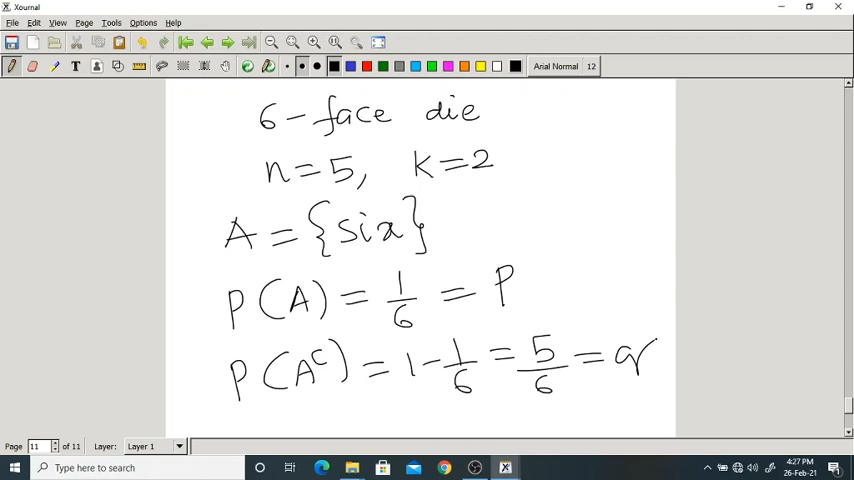 Xournal
File Edit View Page Tools Options Help
Arial Normal 12
6-face die
n=5, k=2
A = {six}
P(A) = 1/6 = P
P(A^c) = 1 - 1/6 = 5/6 = q
Page 11 of 11 Layer: Layer 1
Type here to search
4:27 PM
26-Feb-21